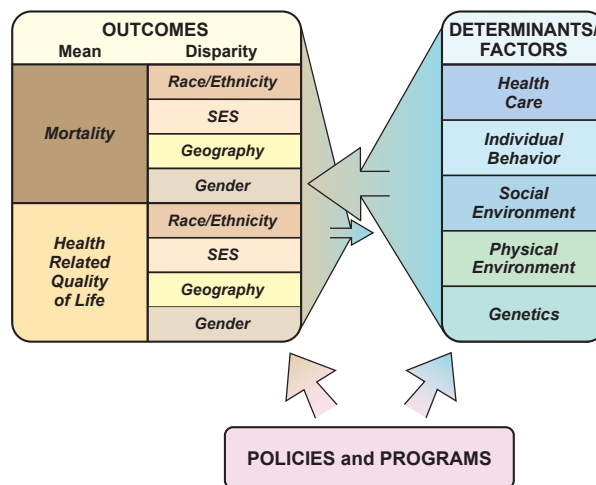 OUTCOMES
Mean
Disparity
Mortality
Race/Ethnicity
SES
Geography
Gender
Health
Related
Quality
of Life
Race/Ethnicity
SES
Geography
Gender
DETERMINANTS/
FACTORS
Health
Care
Individual
Behavior
Social
Environment
Physical
Environment
Genetics
POLICIES and PROGRAMS